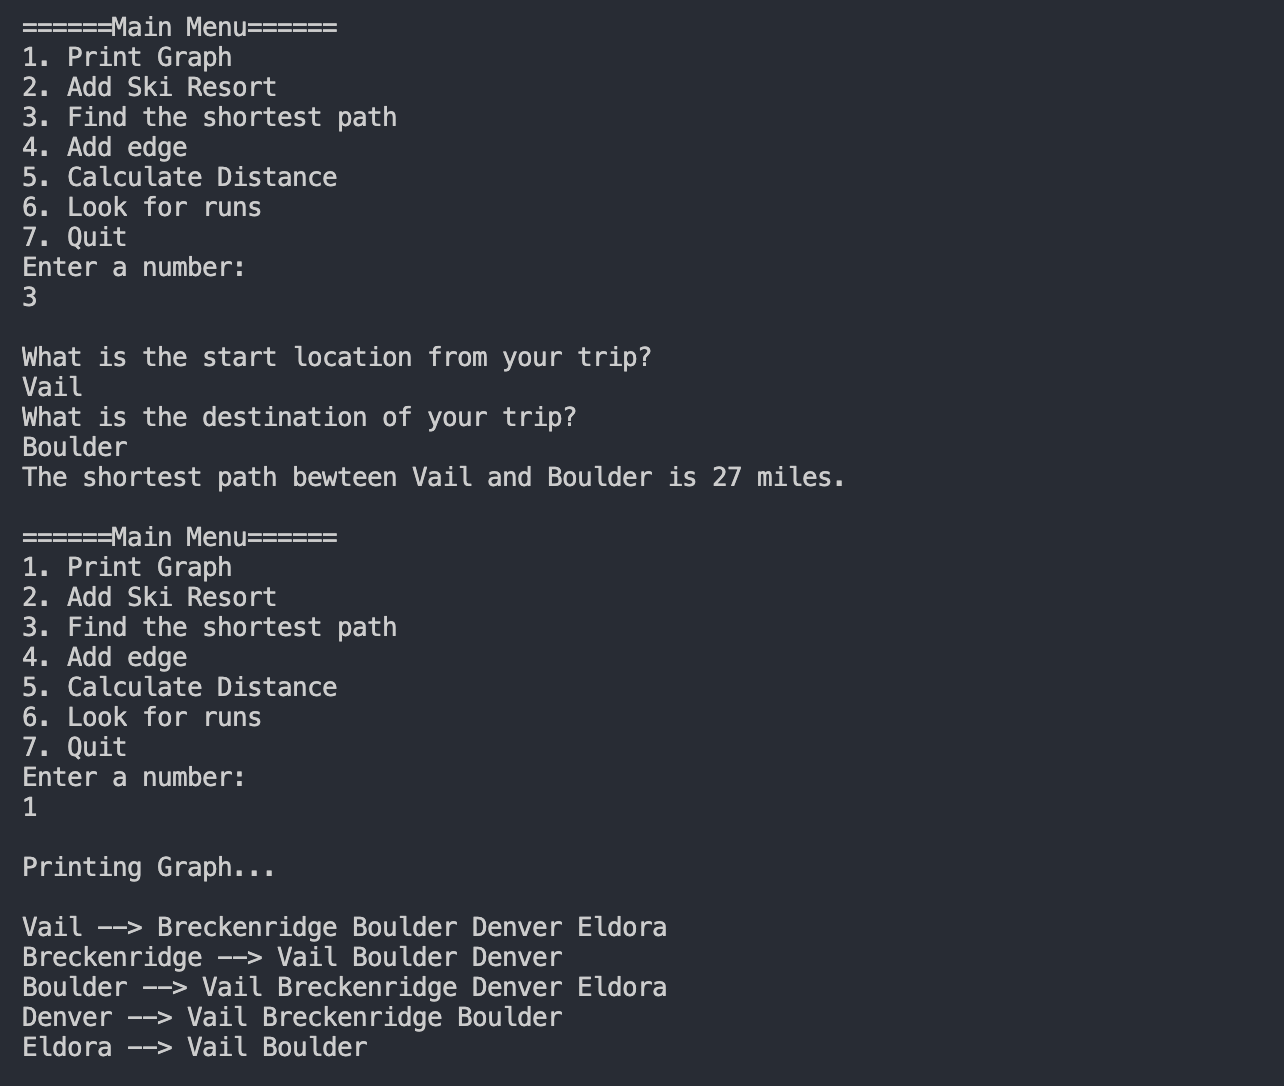 ======Main Menu======
1. Print Graph
2. Add Ski Resort
3. Find the shortest path
4. Add edge
5. Calculate Distance
6. Look for runs
7. Quit
Enter a number:
3
What is the start location from your trip?
Vail
What is the destination of your trip?
Boulder
The shortest path bewteen Vail and Boulder is 27 miles.
======Main Menu======
1. Print Graph
2. Add Ski Resort
3. Find the shortest path
4. Add edge
5. Calculate Distance
6. Look for runs
7. Quit
Enter a number:
1
Printing Graph...
Vail --> Breckenridge Boulder Denver Eldora
Breckenridge --> Vail Boulder Denver
Boulder --> Vail Breckenridge Denver Eldora
Denver --> Vail Breckenridge Boulder
Eldora --> Vail Boulder